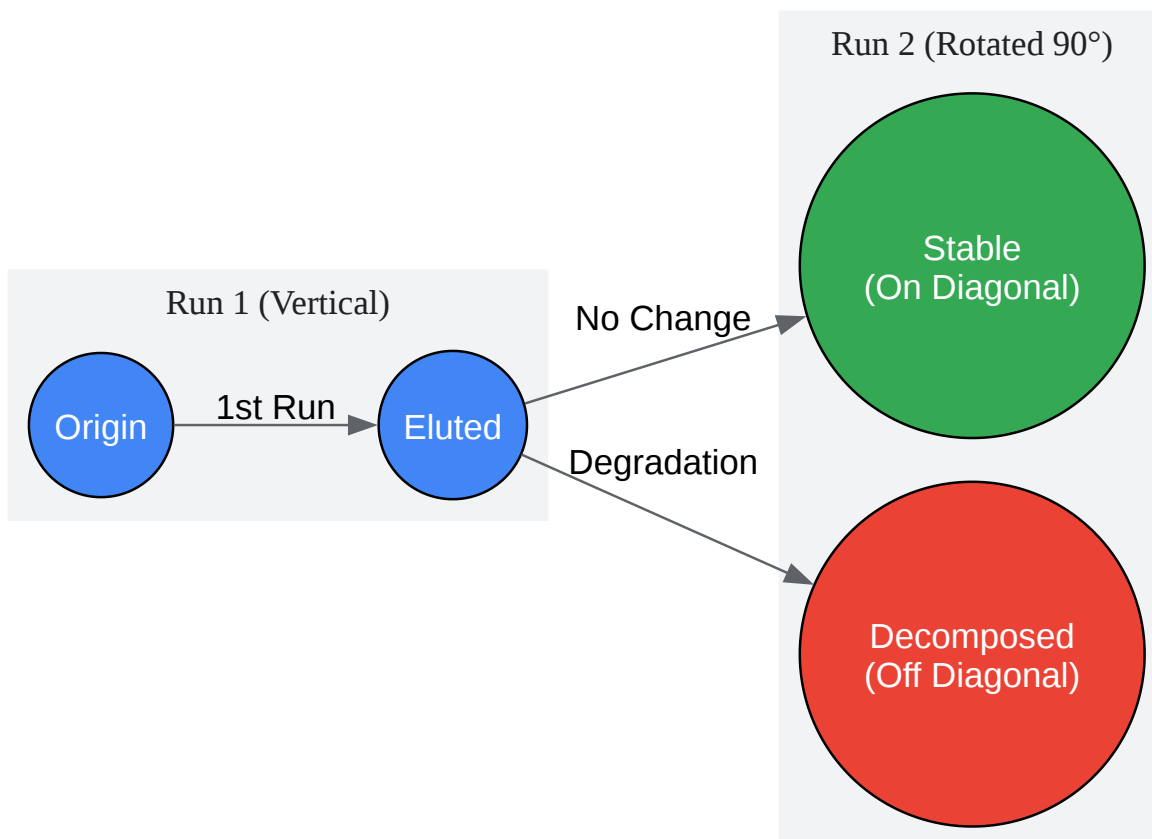 Run 1 (Vertical)
Origin
1st Run
Eluted
No Change
Degradation
Run 2 (Rotated 90°)
Stable
(On Diagonal)
Decomposed
(Off Diagonal)